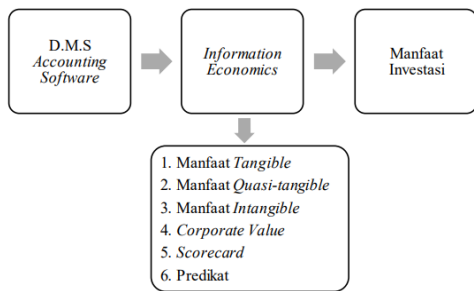 D.M.S
Accounting
Software
Information
Economics
Manfaat
Investasi
1. Manfaat Tangible
2. Manfaat Quasi-tangible
3. Manfaat Intangible
4. Corporate Value
5. Scorecard
6. Predikat